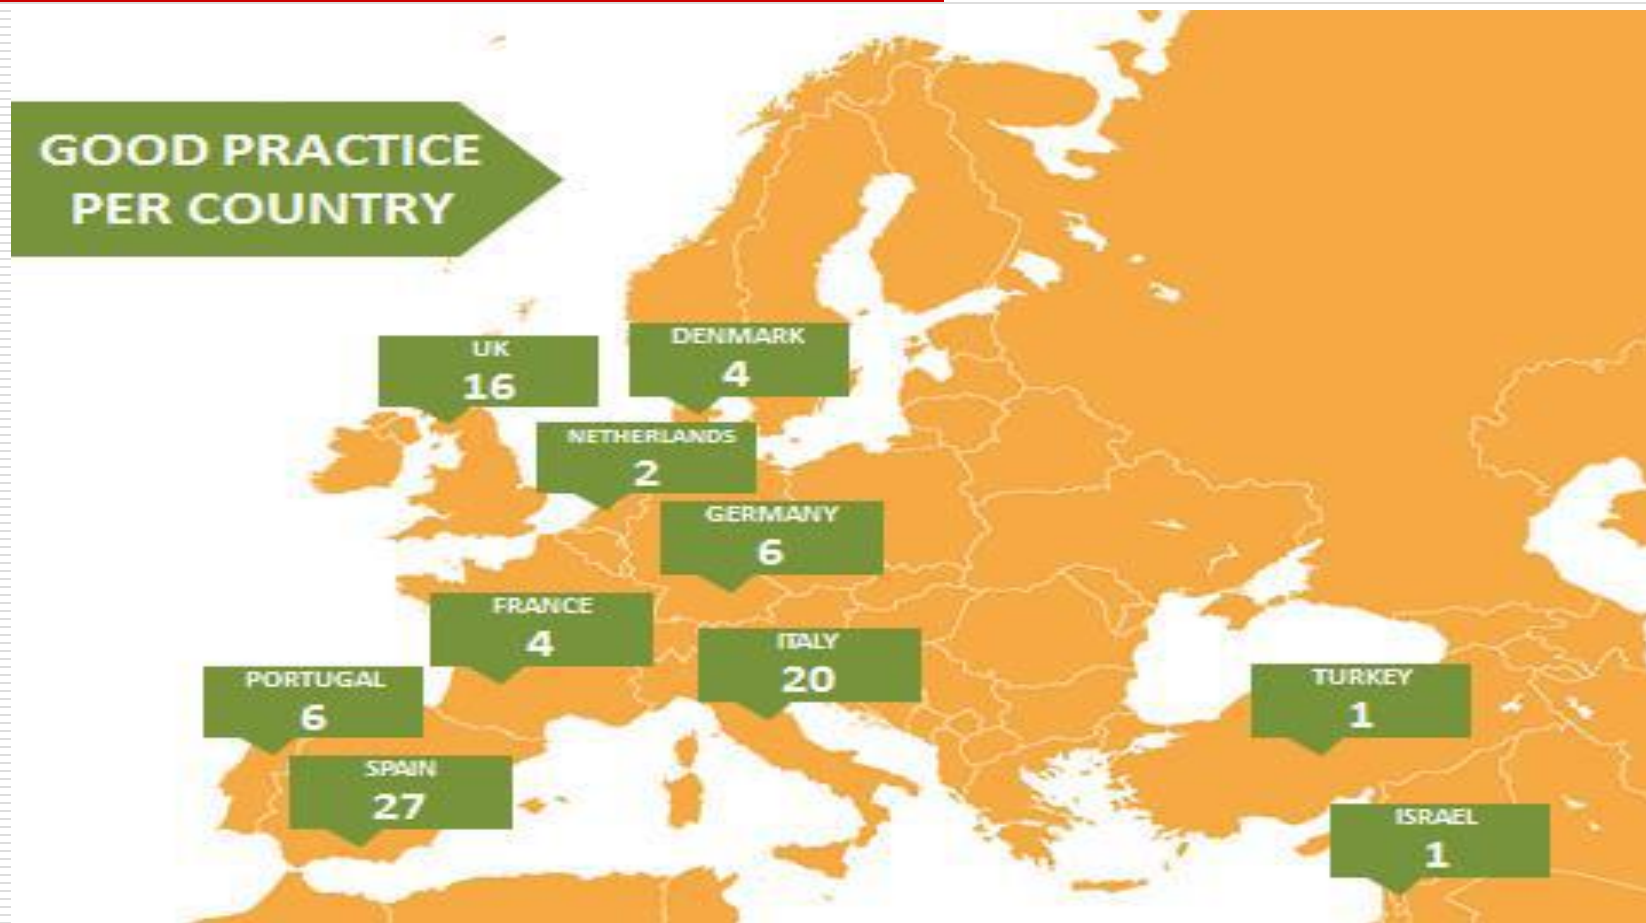 GOOD PRACTICE
PER COUNTRY
UK
16
DENMARK
4
NETHERLANDS
2
GERMANY
6
FRANCE
4
ITALY
20
PORTUGAL
6
TURKEY
1
SPAIN
27
ISRAEL
1